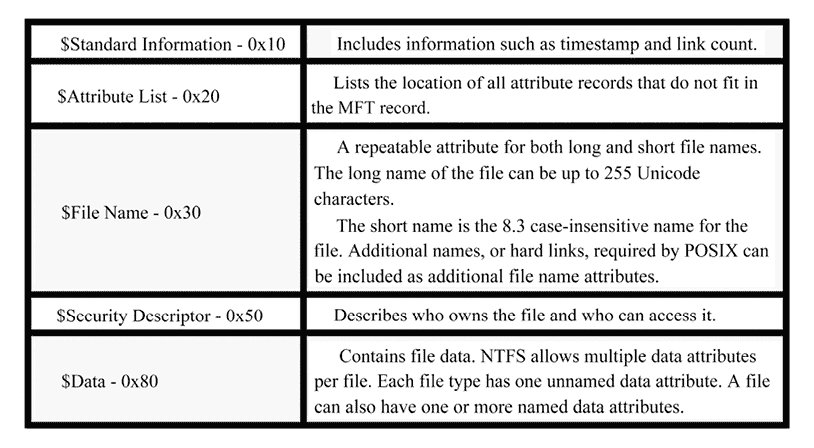 $Standard Information - 0x10
Includes information such as timestamp and link count.
$Attribute List - 0x20
Lists the location of all attribute records that do not fit in
the MFT record.
$File Name - 0x30
A repeatable attribute for both long and short file names.
The long name of the file can be up to 255 Unicode
characters.
The short name is the 8.3 case-insensitive name for the
file. Additional names, or hard links, required by POSIX can
be included as additional file name attributes.
$Security Descriptor - 0x50
Describes who owns the file and who can access it.
$Data - 0x80
Contains file data. NTFS allows multiple data attributes
per file. Each file type has one unnamed data attribute. A file
can also have one or more named data attributes.